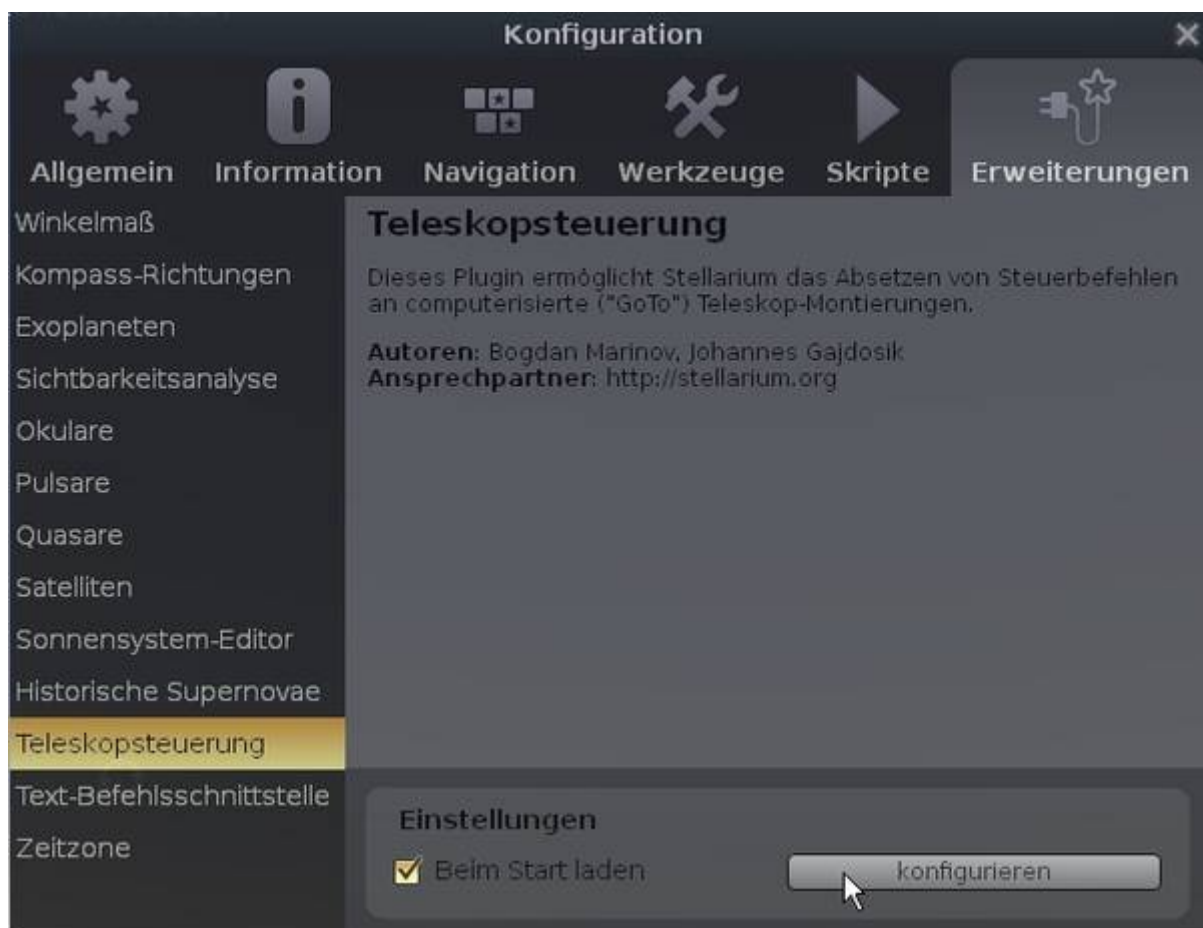 Konfiguration
Allgemein
Information
Navigation
Werkzeuge
Skripte
Erweiterungen
Winkelmaß
Kompass-Richtungen
Exoplaneten
Sichtbarkeitsanalyse
Okulare
Pulsare
Quasare
Satelliten
Sonnensystem-Editor
Historische Supernovae
Teleskopsteuerung
Text-Befehlsschnittstelle
Zeitzone
Teleskopsteuerung
Dieses Plugin ermöglicht Stellarium das Absetzen von Steuerbefehlen
an computerisierte ("GoTo") Teleskop-Montierungen.
Autoren: Bogdan Marinov, Johannes Gajdosik
Ansprechpartner: http://stellarium.org
Einstellungen
Beim Start laden
konfigurieren